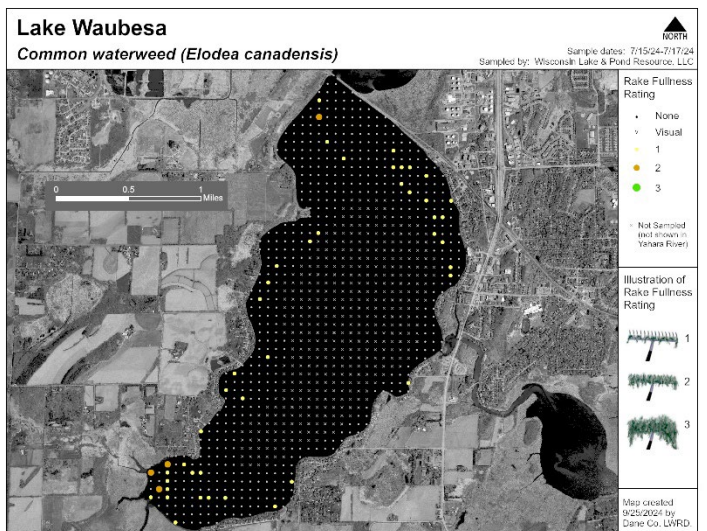 Lake Waubesa
Common waterweed (Elodea canadensis)
NORTH
Sample dates: 7/15/24-7/17/24
Sampled by: Wisconsin Lake & Pond Resource, LLC
Rake Fullness
Rating
None
Visual
1
2
3
Not Sampled
(not shown in
Yahara River)
0 0.5 1
Miles
Illustration of
Rake Fullness
Rating
1
2
3
Map created
9/25/2024 by
Dane Co. LWRD.